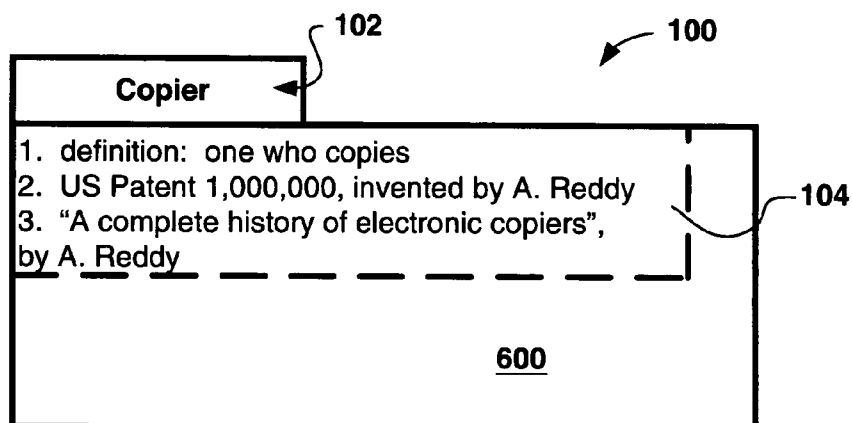 102
100
Copier
1. definition: one who copies
2. US Patent 1,000,000, invented by A. Reddy
104
3. “A complete history of electronic copiers”,
by A. Reddy
600